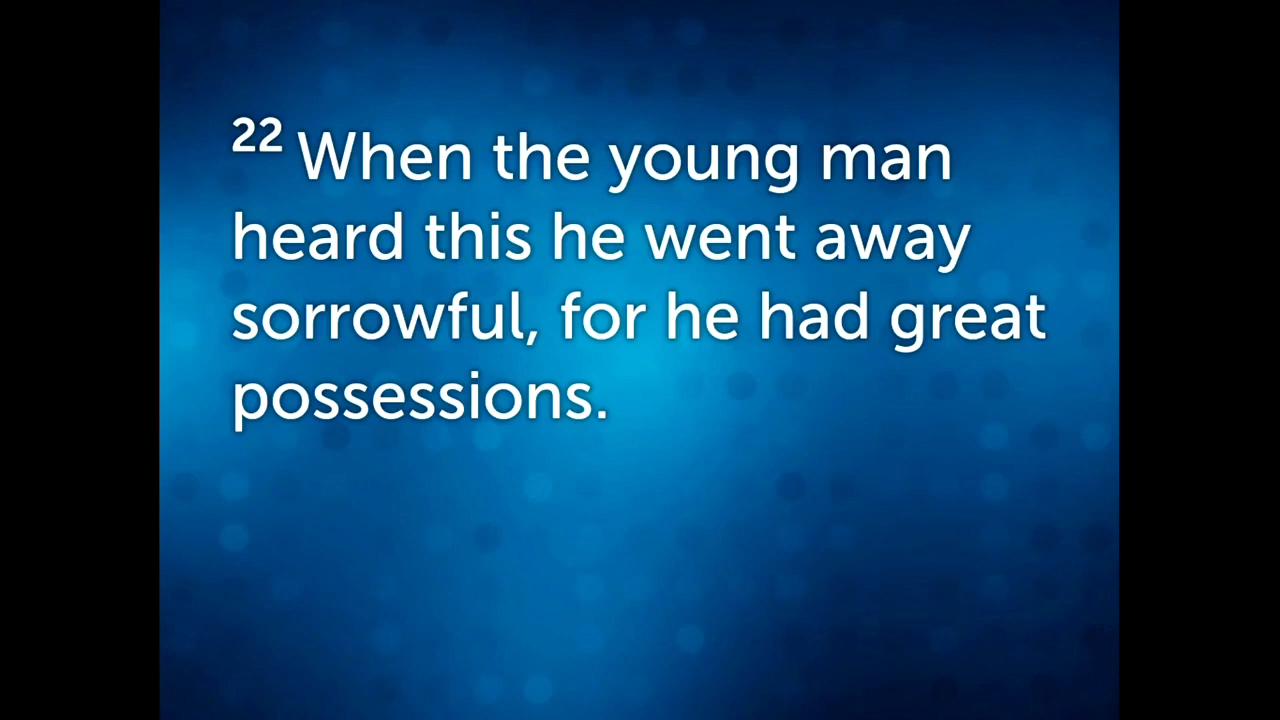 22 When the young man
heard this he went away
sorrowful, for he had great
possessions.